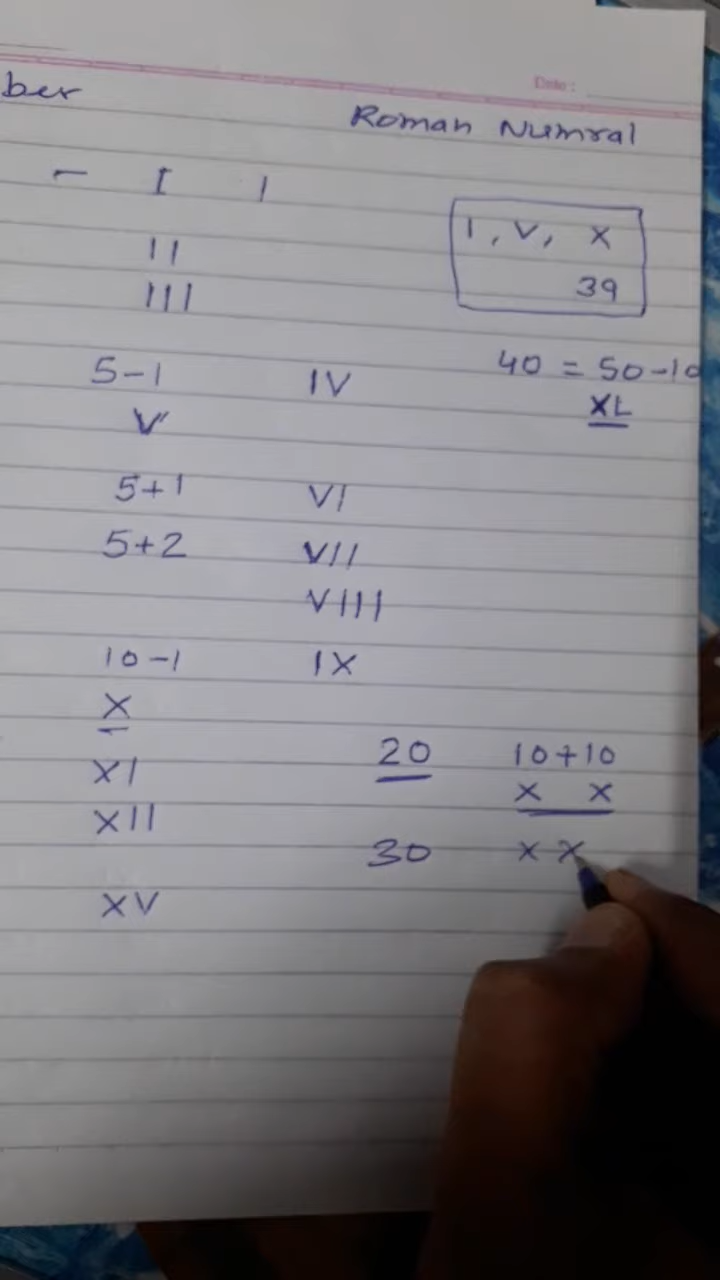 Date :
ber Roman Numral
– I I
I, V, X
II
39
III
5-1 IV 40 = 50-10
V XL
5+1 VI
5+2 VII
VIII
10-1 IX
X
20 10+10
XI X X
XII
30 X X
XV